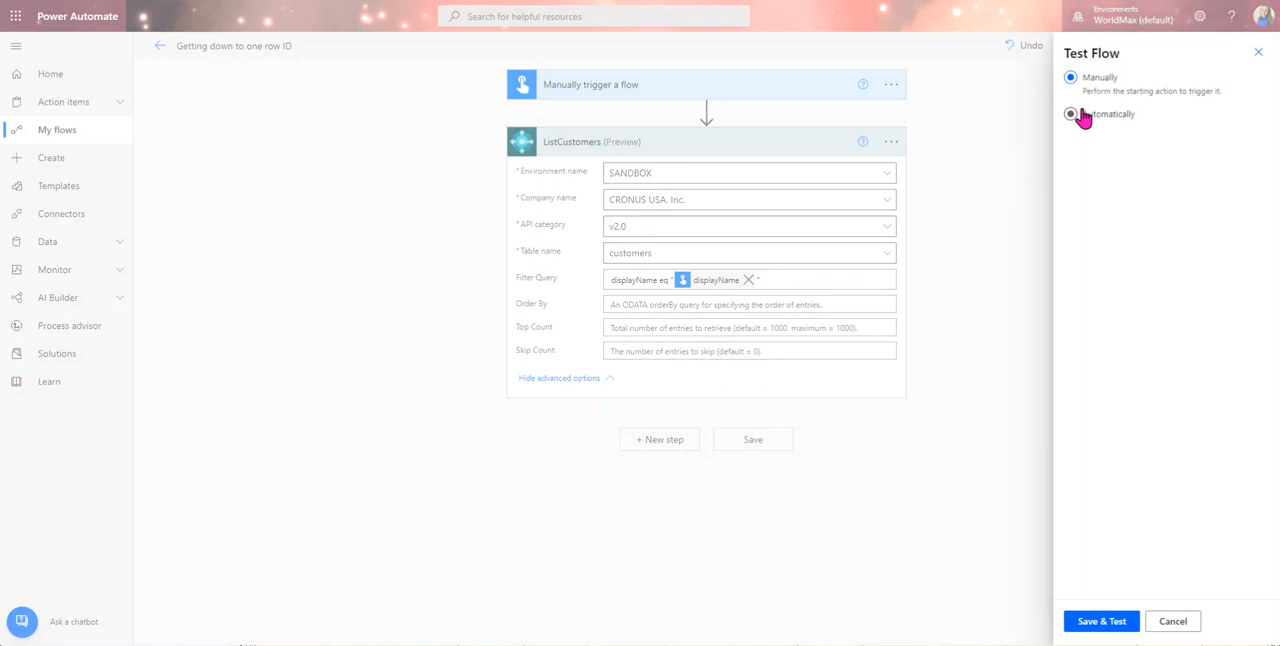 Power Automate
Search for helpful resources
Environments
WorldMax (default)
Getting down to one row ID
Undo
Home
Action items
My flows
Create
Templates
Connectors
Data
Monitor
AI Builder
Process advisor
Solutions
Learn
Ask a chatbot
Manually trigger a flow
ListCustomers (Preview)
* Environment name
SANDBOX
* Company name
CRONUS USA, Inc.
* API category
v2.0
* Table name
customers
Filter Query
displayName eq ' displayName '
Order By
An ODATA orderBy query for specifying the order of entries.
Top Count
Total number of entries to retrieve (default = 1000, maximum = 1000).
Skip Count
The number of entries to skip (default = 0).
Hide advanced options
+ New step
Save
Test Flow
Manually
Perform the starting action to trigger it.
Automatically
Save & Test
Cancel